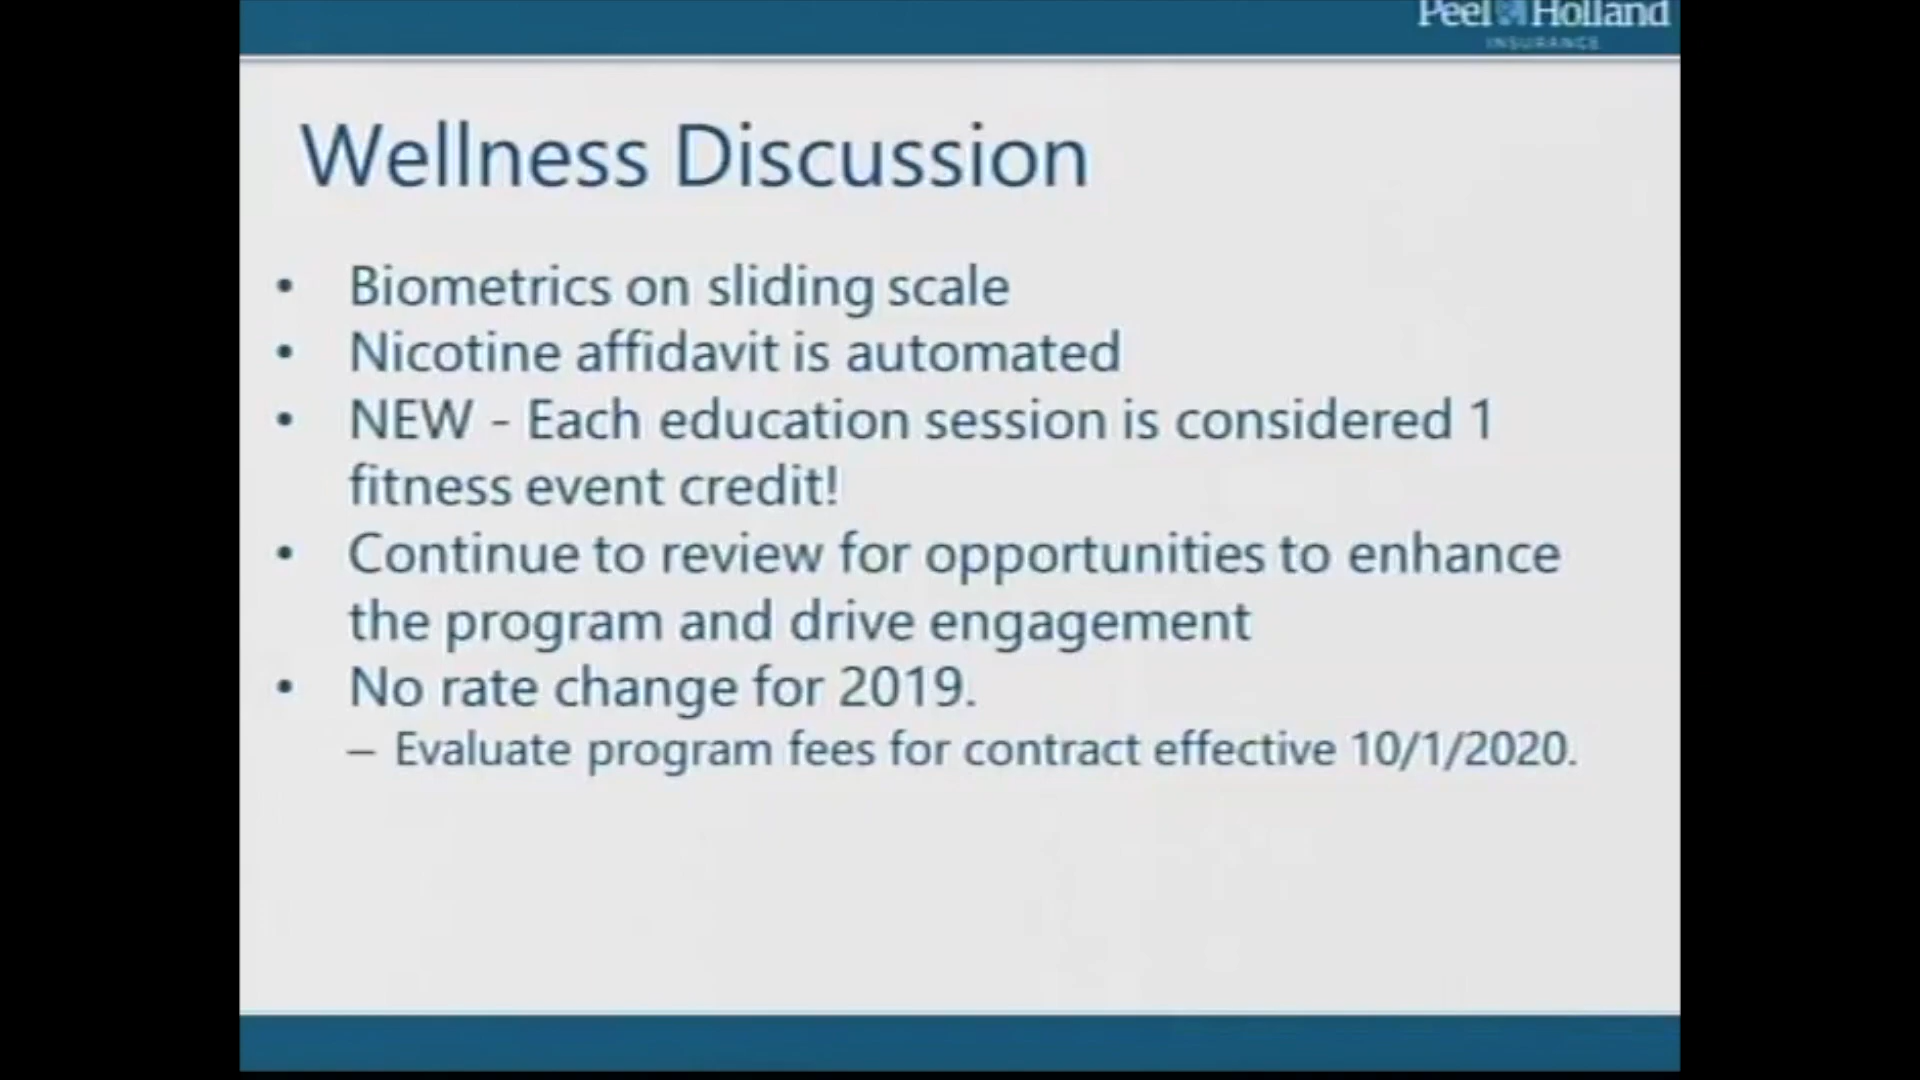 Peel Holland
INSURANCE
Wellness Discussion
• Biometrics on sliding scale
• Nicotine affidavit is automated
• NEW - Each education session is considered 1
fitness event credit!
• Continue to review for opportunities to enhance
the program and drive engagement
• No rate change for 2019.
– Evaluate program fees for contract effective 10/1/2020.